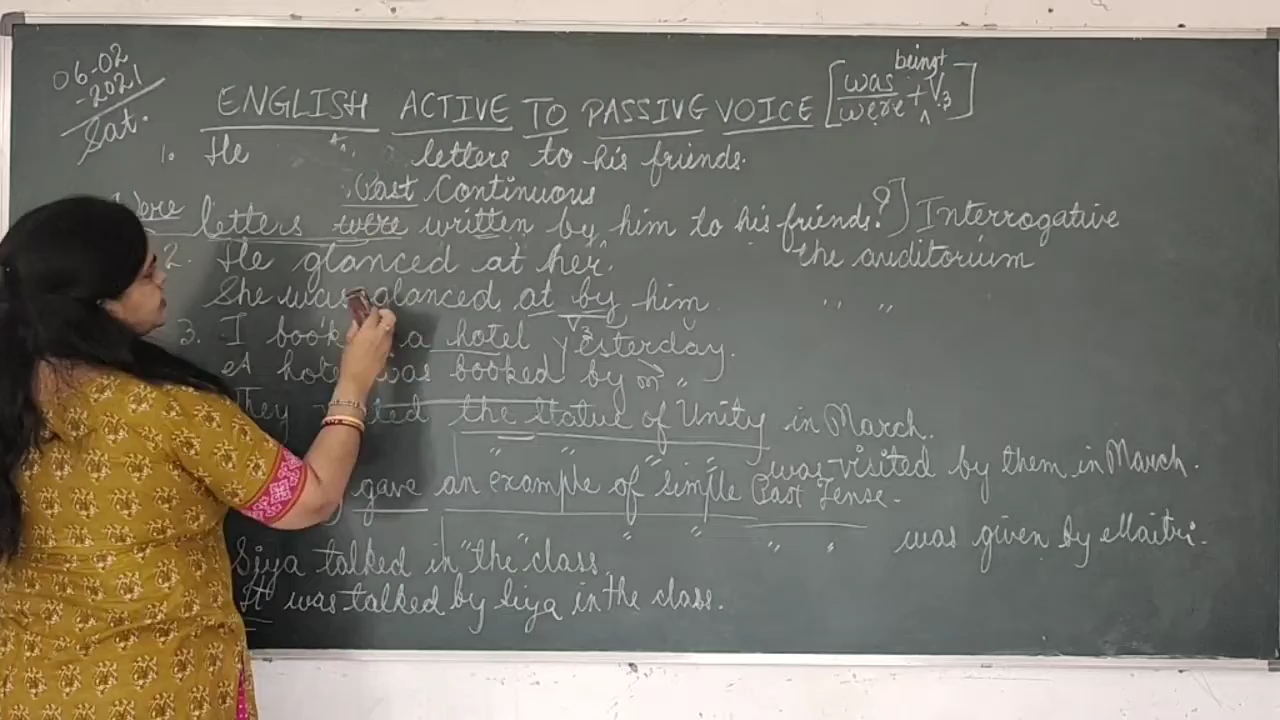 06-02
-2021
Sat.
being
ENGLISH ACTIVE TO PASSIVE VOICE [was/were + V3]
1. He letters to his friends.
Past Continuous
Were letters were written by him to his friends?] Interrogative
2. He glanced at her. the auditorium
She was glanced at by him " "
V3
3. I book a hotel yesterday.
A hote was booked by "
They ted the Statue of Unity in March.
" " " " was visited by them in March.
gave an example of Simple Past Tense.
" " " " was given by Maitri.
Siya talked in "the" class.
It was talked by Siya in the class.